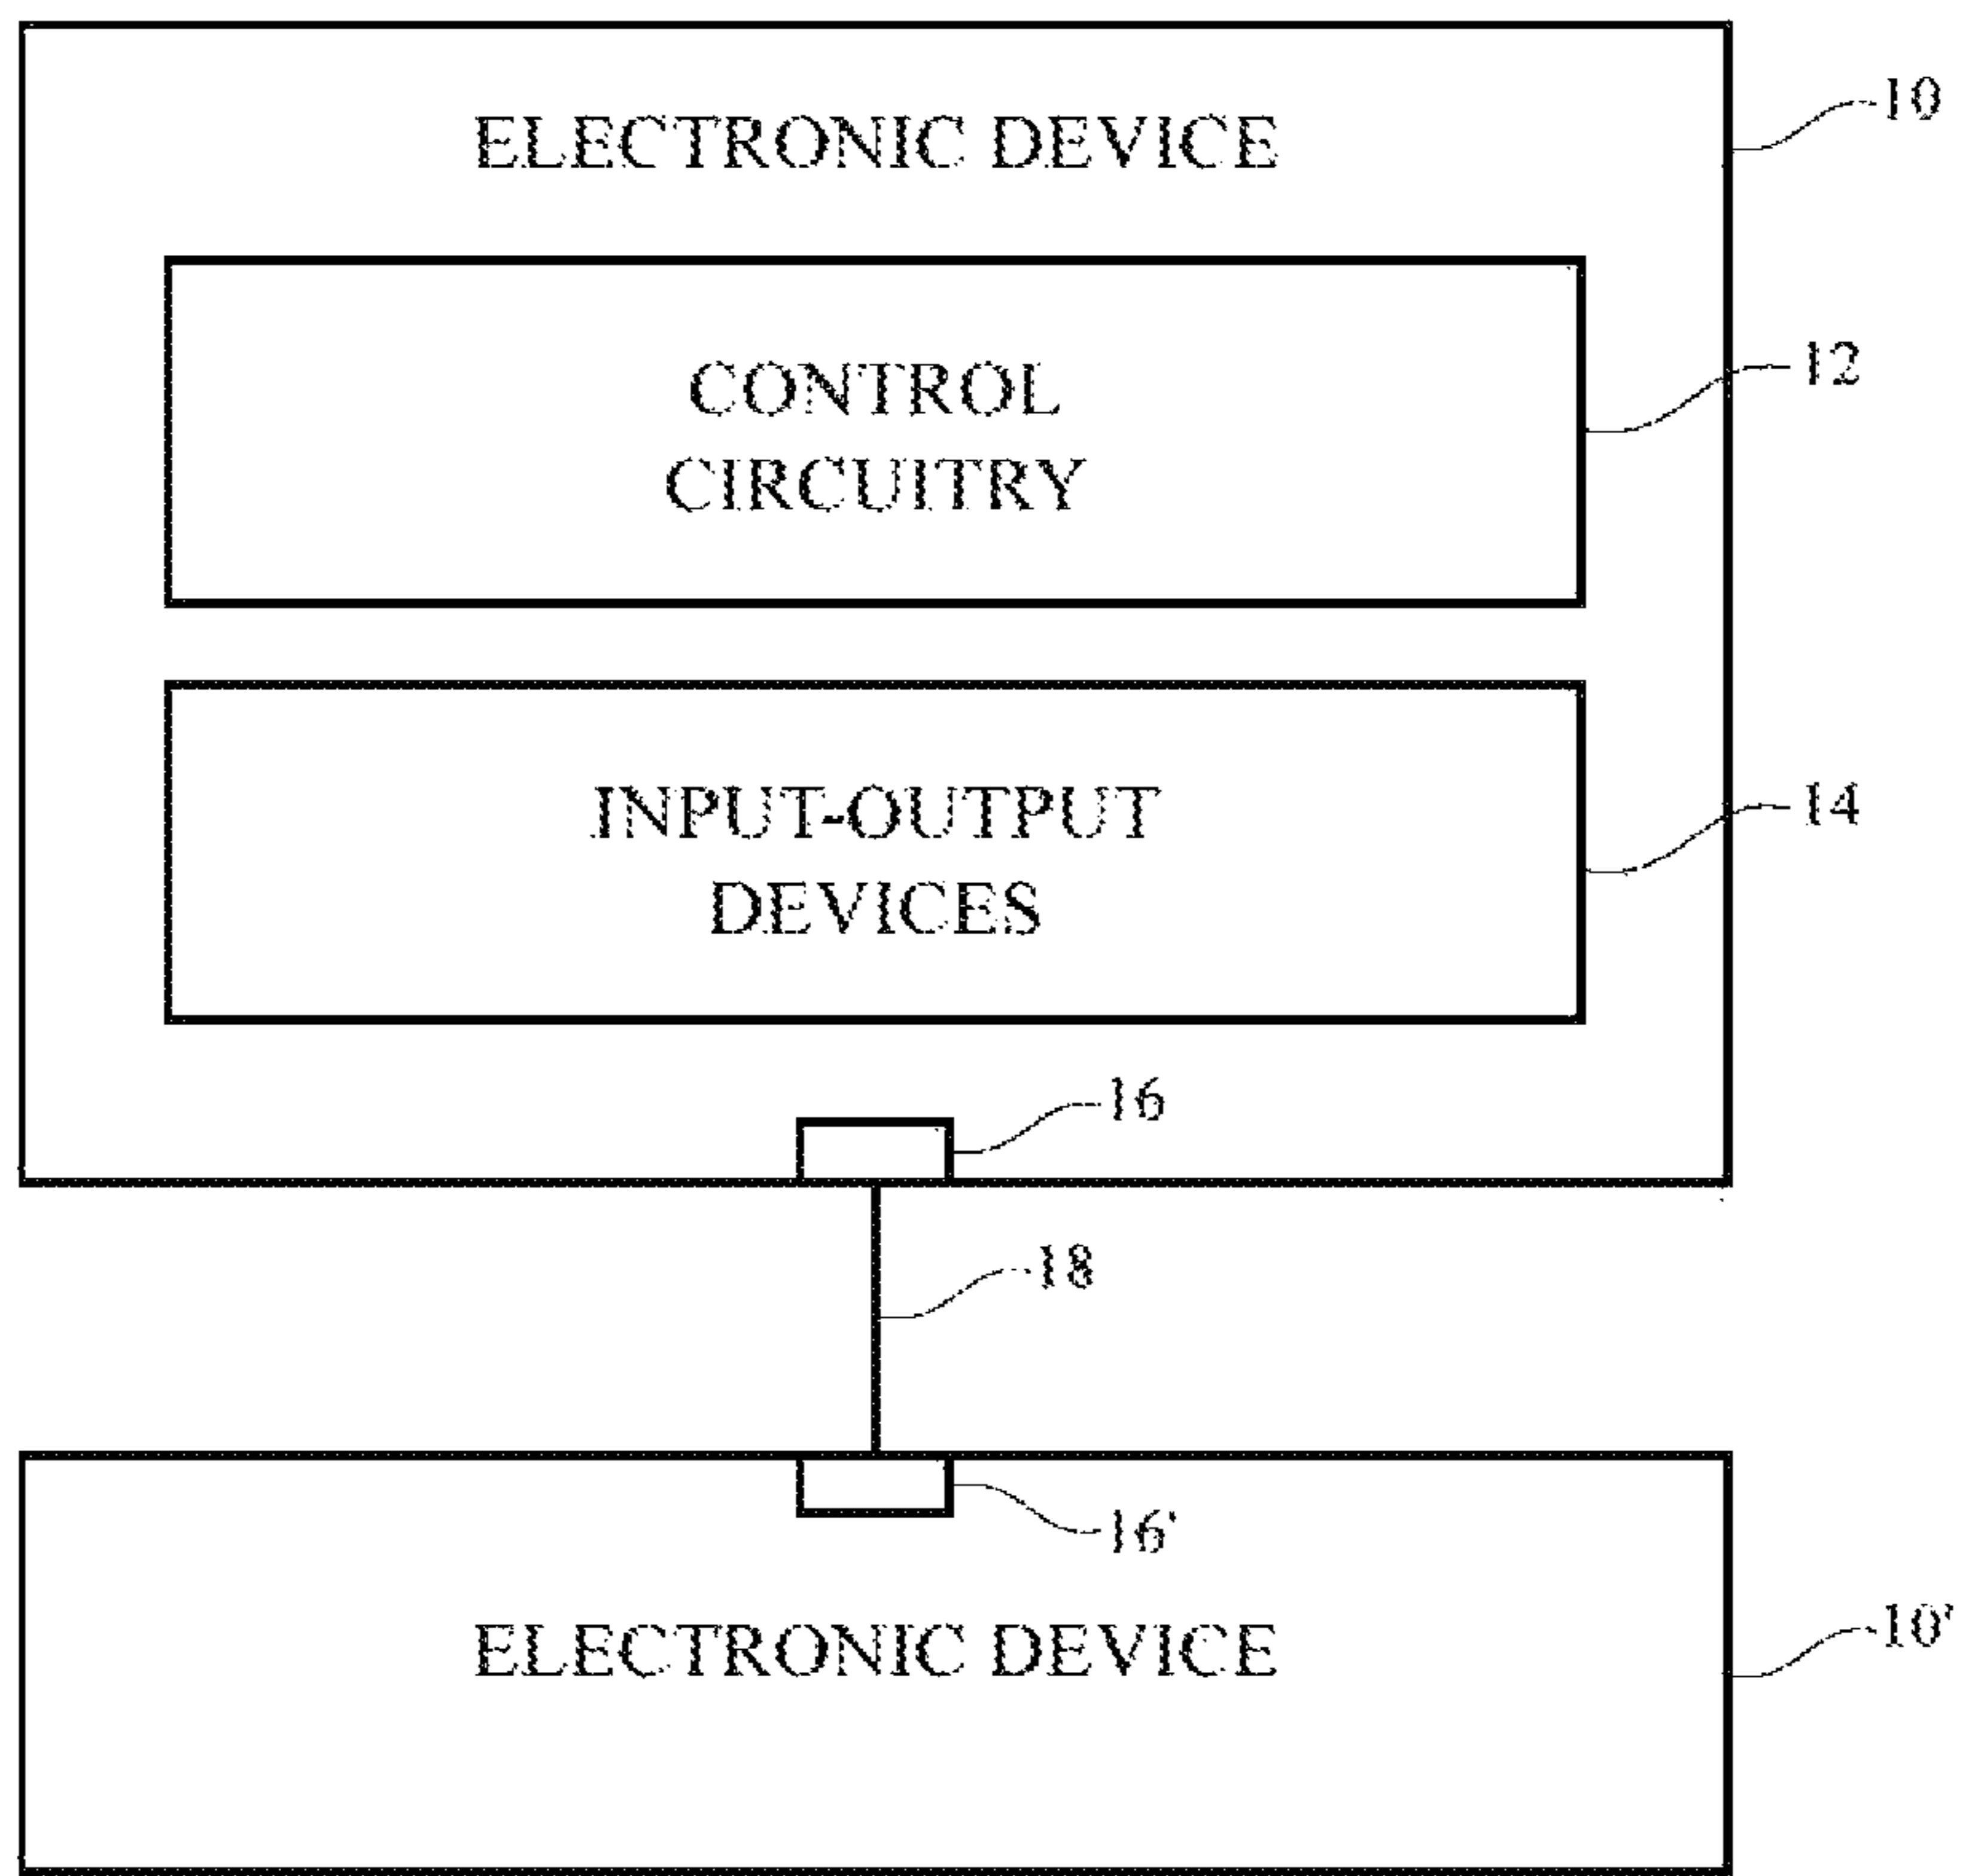 ELECTRONIC DEVICE
10
CONTROL
CIRCUITRY
12
INPUT-OUTPUT
DEVICES
14
16
18
16'
ELECTRONIC DEVICE
10'